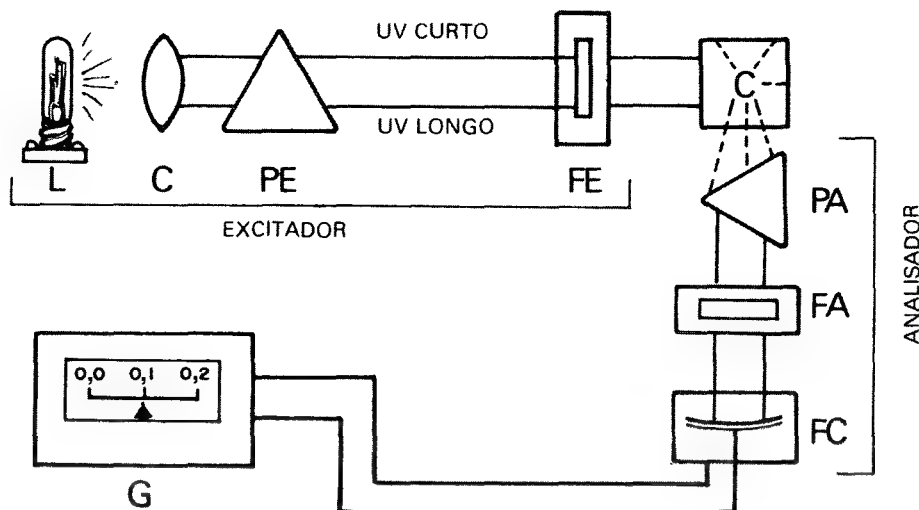 UV CURTO
C
UV LONGO
L
C
PE
FE
PA
EXCITADOR
ANALISADOR
FA
0,0 0,1 0,2
FC
G